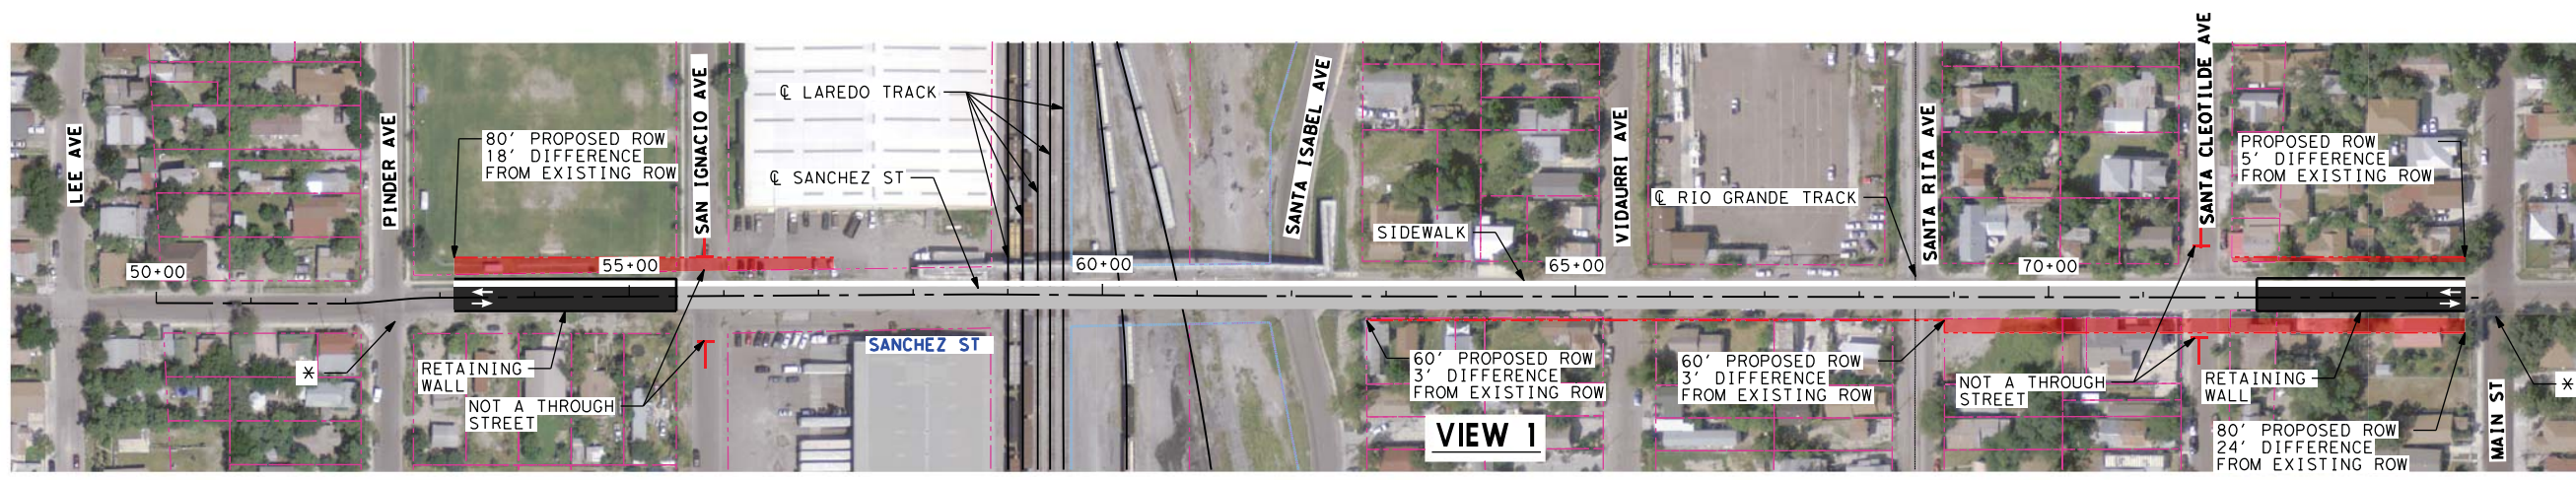 LEE AVE
PINDER AVE
80' PROPOSED ROW
18' DIFFERENCE
FROM EXISTING ROW
SAN IGNACIO AVE
℄ LAREDO TRACK
℄ SANCHEZ ST
SANTA ISABEL AVE
SIDEWALK
VIDAURRI AVE
℄ RIO GRANDE TRACK
SANTA RITA AVE
SANTA CLEOTILDE AVE
PROPOSED ROW
5' DIFFERENCE
FROM EXISTING ROW
50+00
55+00
60+00
65+00
70+00
*
RETAINING
WALL
NOT A THROUGH
STREET
SANCHEZ ST
60' PROPOSED ROW
3' DIFFERENCE
FROM EXISTING ROW
60' PROPOSED ROW
3' DIFFERENCE
FROM EXISTING ROW
NOT A THROUGH
STREET
RETAINING
WALL
80' PROPOSED ROW
24' DIFFERENCE
FROM EXISTING ROW
MAIN ST
*
VIEW 1